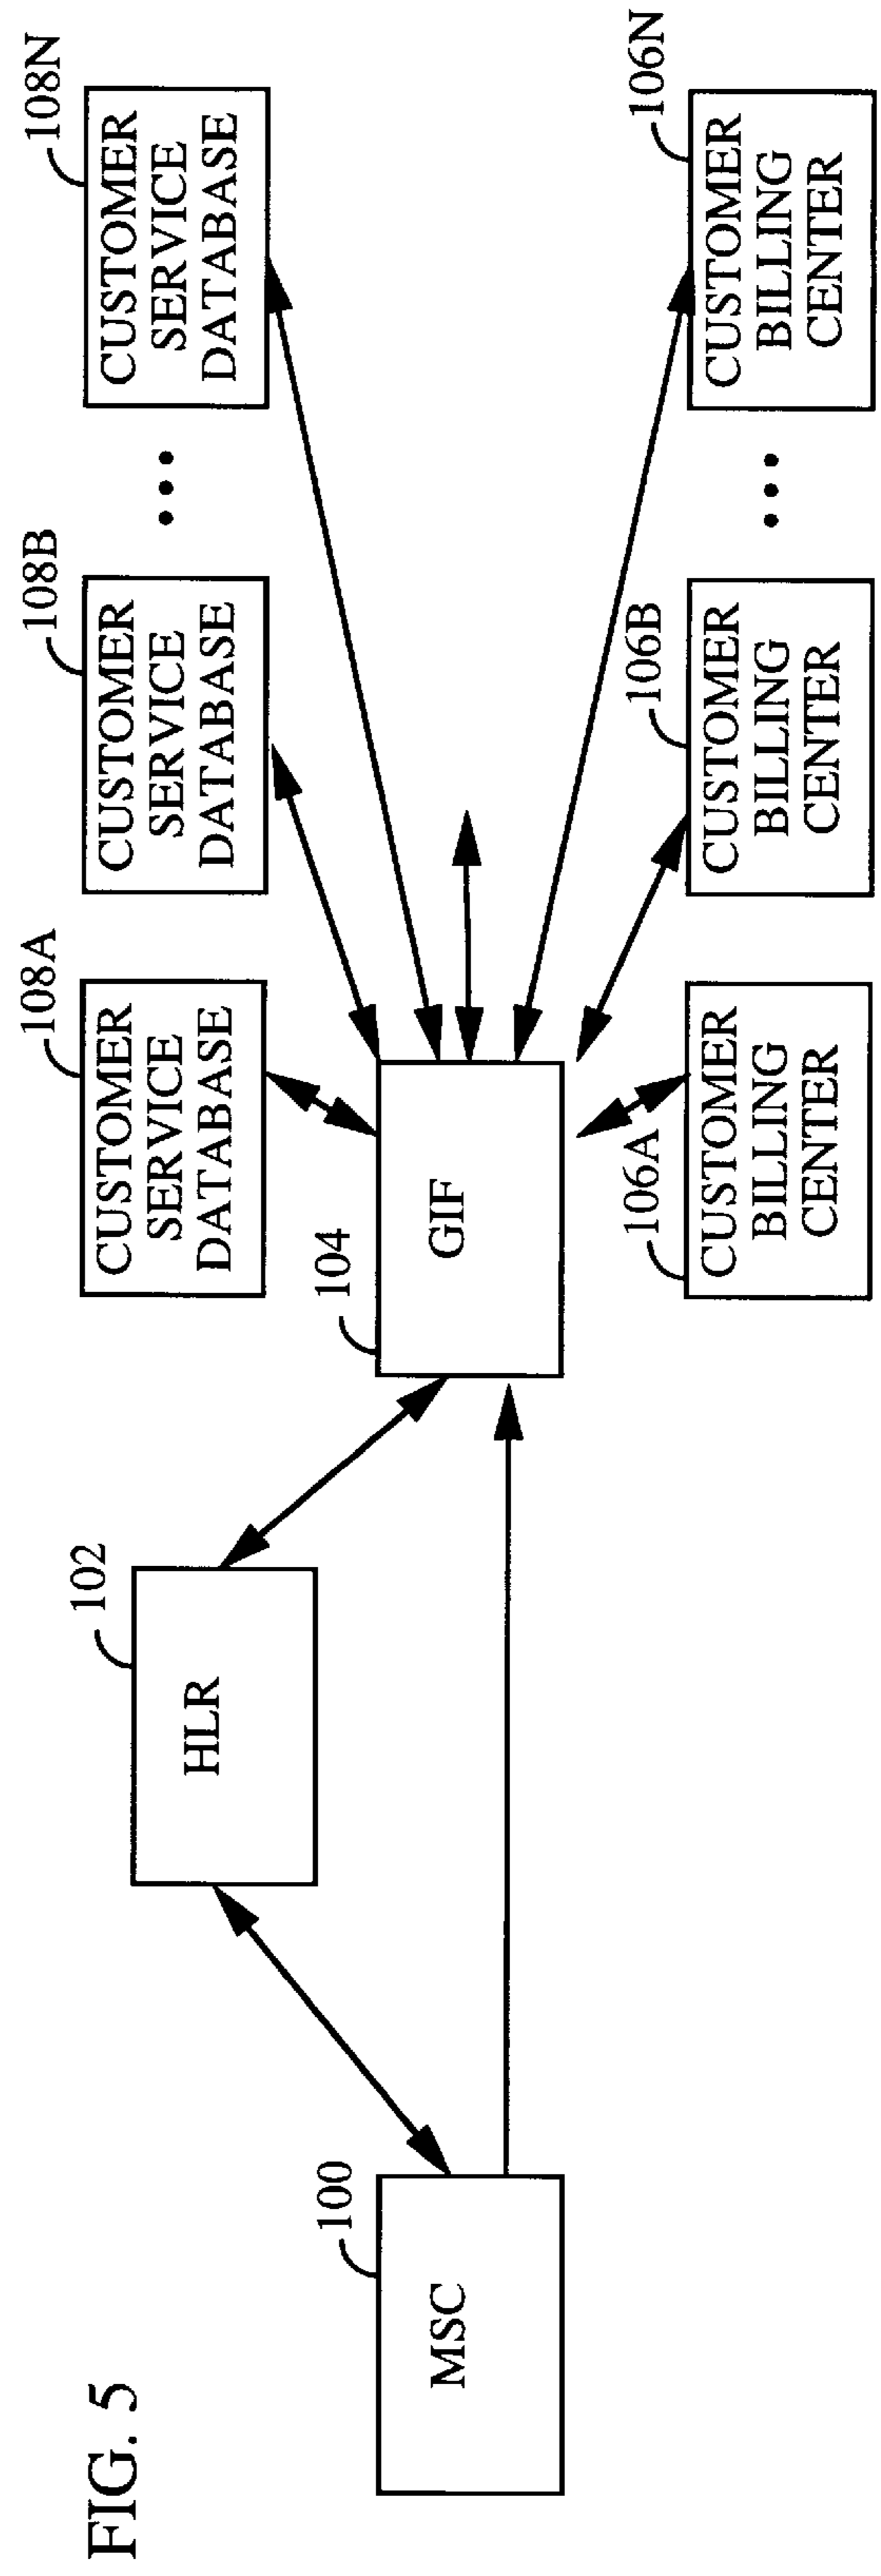 FIG. 5
108A
CUSTOMER
SERVICE
DATABASE
108B
CUSTOMER
SERVICE
DATABASE
108N
CUSTOMER
SERVICE
DATABASE
102
HLR
100
MSC
104
GIF
106A
CUSTOMER
BILLING
CENTER
106B
CUSTOMER
BILLING
CENTER
106N
CUSTOMER
BILLING
CENTER